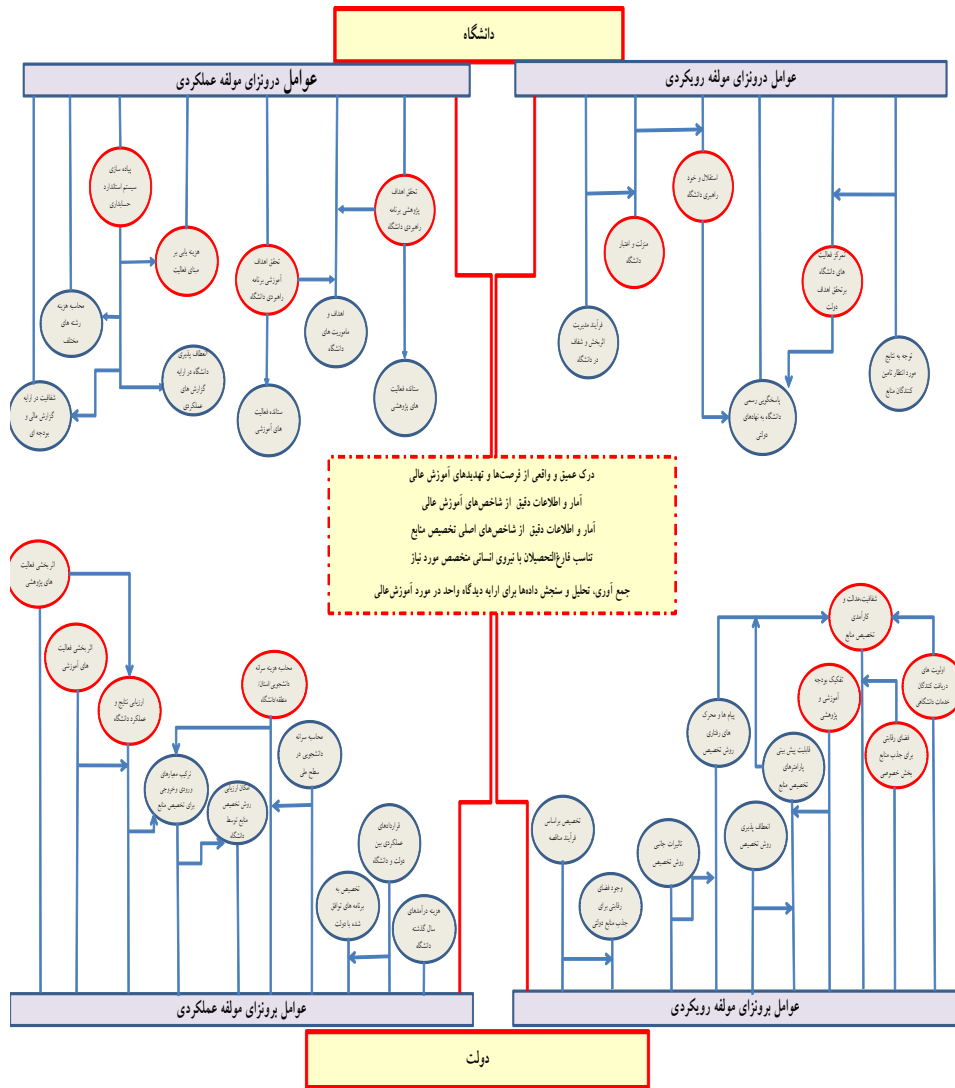 دانشگاه
عوامل درونزای مولفه رویکردی
عوامل درونزای مولفه عملکردی
استقلال و خود
راهبری دانشگاه
منزلت و اعتبار
دانشگاه
تمرکز فعالیت
های دانشگاه
برتحقق اهداف
دولت
فرآیند مدیریت
اثربخش و شفاف
در دانشگاه
توجه به نتایج
مورد انتظار تامین
کنندگان منابع
پاسخگویی رسمی
دانشگاه به نهادهای
دولتی
پیاده سازی
سیستم استاندارد
حسابداری
تحقق اهداف
پژوهشی برنامه
راهبردی دانشگاه
هزینه یابی بر
مبنای فعالیت
تحقق اهداف
آموزشی برنامه
راهبردی دانشگاه
محاسبه هزینه
رشته های
مختلف
اهداف و
ماموریت های
دانشگاه
انعطاف پذیری
دانشگاه در ارایه
گزارش های
عملکردی
ستانده فعالیت
های پژوهشی
شفافیت در ارایه
گزارش مالی و
بودجه ای
ستانده فعالیت
های آموزشی
درک عمیق و واقعی از فرصت‌ها و تهدیدهای آموزش عالی
آمار و اطلاعات دقیق از شاخص‌های آموزش عالی
آمار و اطلاعات دقیق از شاخص‌های اصلی تخصیص منابع
تناسب فارغ‌التحصیلان با نیروی انسانی متخصص مورد نیاز
جمع آوری، تحلیل و سنجش داده‌ها برای ارایه دیدگاه واحد در مورد آموزش‌عالی
شفافیت،عدالت و
کارآمدی
تخصیص منابع
اولویت های
دریافت کنندگان
خدمات دانشگاهی
تفکیک بودجه
آموزشی و
پژوهشی
پیام ها و محرک
های رفتاری
روش تخصیص
فضای رقابتی
برای جذب منابع
بخش خصوصی
قابلیت پیش بینی
پارامترهای
تخصیص منابع
تخصیص براساس
فرآیند مناقصه
تاثیرات جانبی
روش تخصیص
انعطاف پذیری
روش تخصیص
وجود فضای
رقابتی برای
جذب منابع دولتی
اثر بخشی فعالیت
های پژوهشی
اثر بخشی فعالیت
های آموزشی
ارزیابی نتایج و
عملکرد دانشگاه
محاسبه هزینه سرانه
دانشجویی استان/
منطقه/دانشگاه
محاسبه سرانه
دانشجویی در
سطح ملی
ترکیب معیارهای
ورودی وخروجی
برای تخصیص منابع
امکان ارزیابی
روش تخصیص
منابع توسط
دانشگاه
قراردادهای
عملکردی بین
دولت و دانشگاه
تخصیص به
برنامه های توافق
شده با دولت
هزینه درآمدهای
سال گذشته
دانشگاه
عوامل برونزای مولفه رویکردی
عوامل برونزای مولفه عملکردی
دولت